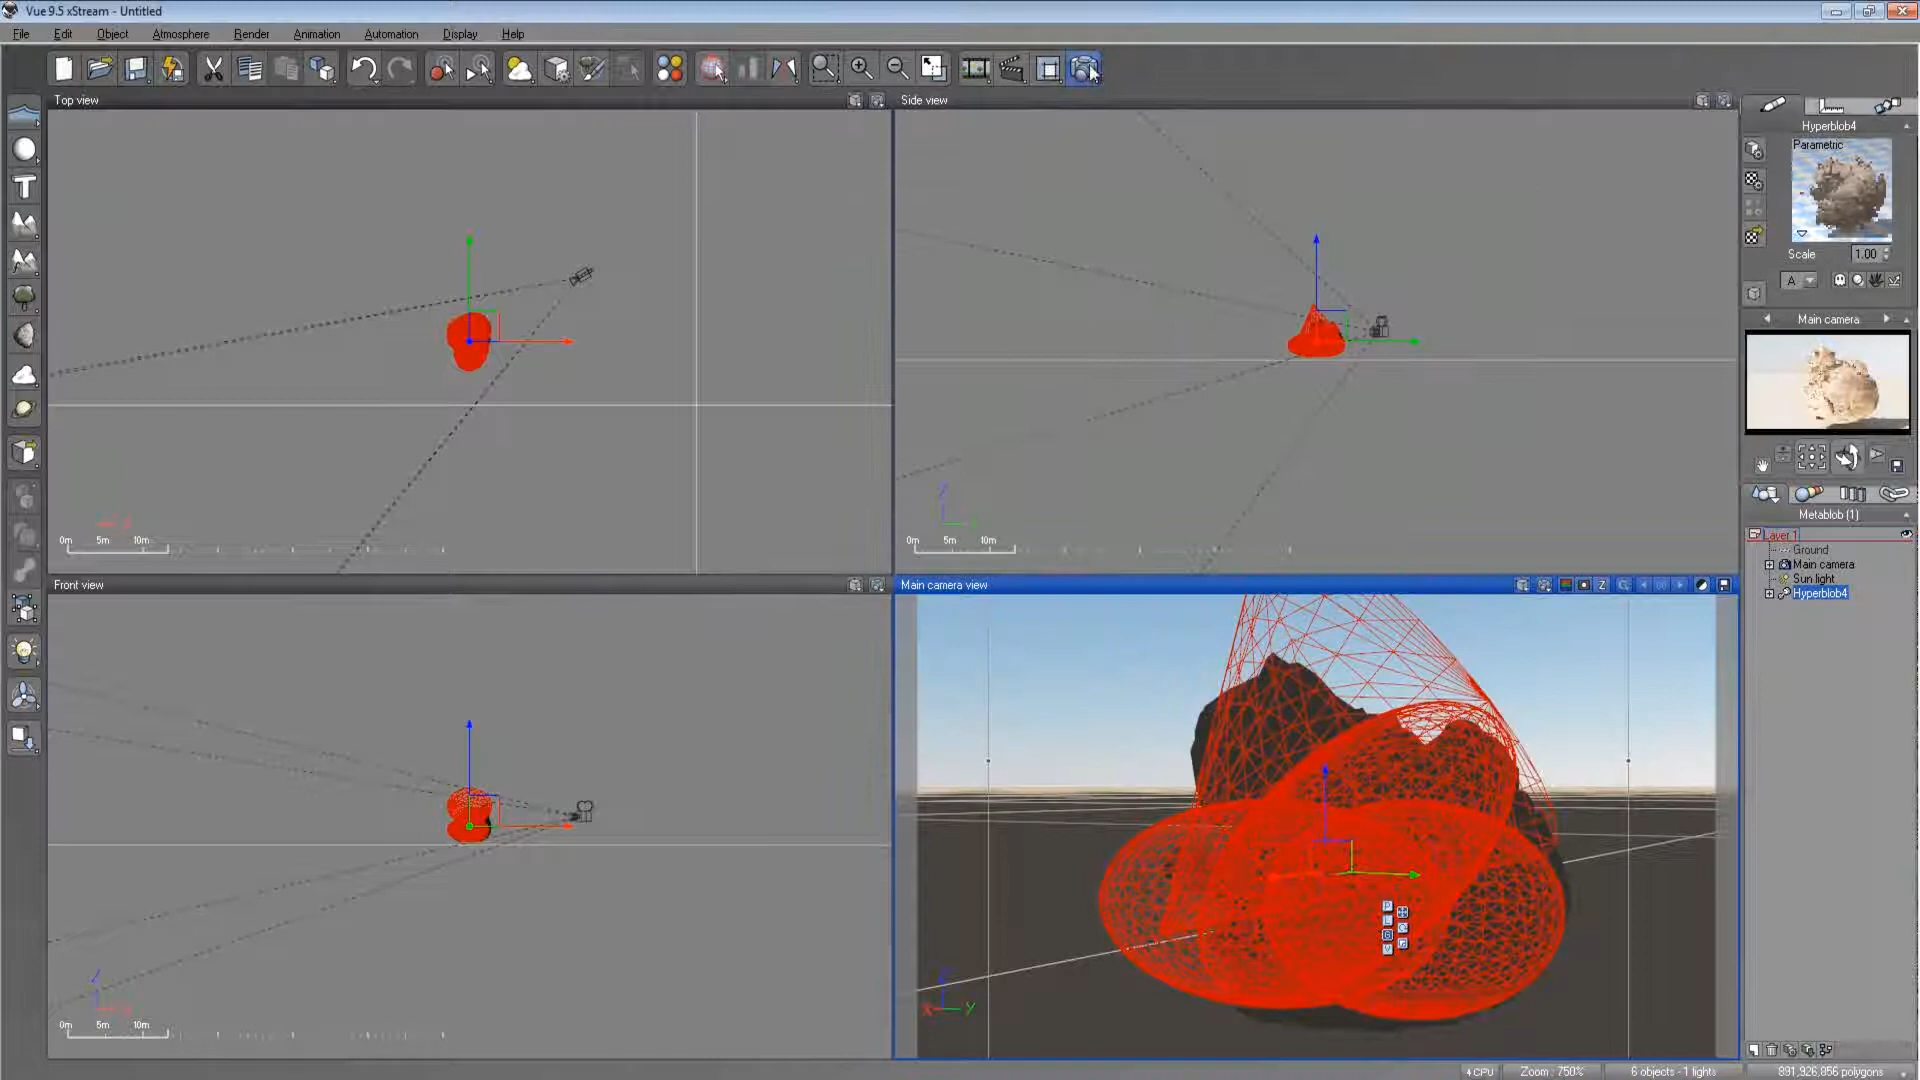 Vue 9.5 xStream - Untitled
File Edit Object Atmosphere Render Animation Automation Display Help
Top view
Side view
Hyperblob4
Parametric
Scale 1.00
A
Main camera
0m 5m 10m
Z
0m 5m 10m
Metablob (1)
Layer 1
Ground
Main camera
Sun light
Hyperblob4
Front view
Main camera view
Z
Z
0m 5m 10m
X Y
4 CPU
Zoom : 750%
6 objects - 1 lights
891,926,856 polygons